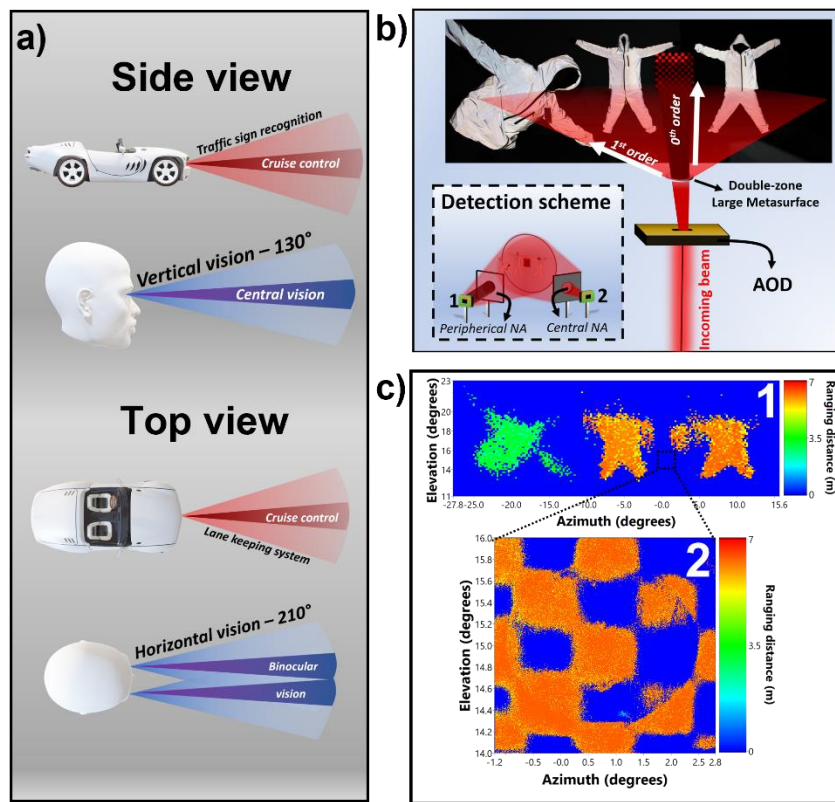 a)
Side view
Traffic sign recognition
Cruise control
Vertical vision – 130°
Central vision
Top view
Cruise control
Lane keeping system
Horizontal vision – 210°
Binocular
vision
b)
1st order
0th order
Double-zone
Large Metasurface
AOD
Incoming beam
Detection scheme
1
2
Peripherical NA
Central NA
c)
1
Elevation (degrees)
23
20
18
16
14
11
-27.8
-25.0
-20.0
-15.0
-10.0
-5.0
-0.0
5.0
10.0
15.6
Azimuth (degrees)
7
3.5
0
Ranging distance (m)
2
Elevation (degrees)
16.0
15.8
15.6
15.4
15.2
15.0
14.8
14.6
14.4
14.2
14.0
-1.2
-0.5
-0.0
0.5
1.1
1.5
2.0
2.5
2.8
Azimuth (degrees)
7
3.5
0
Ranging distance (m)